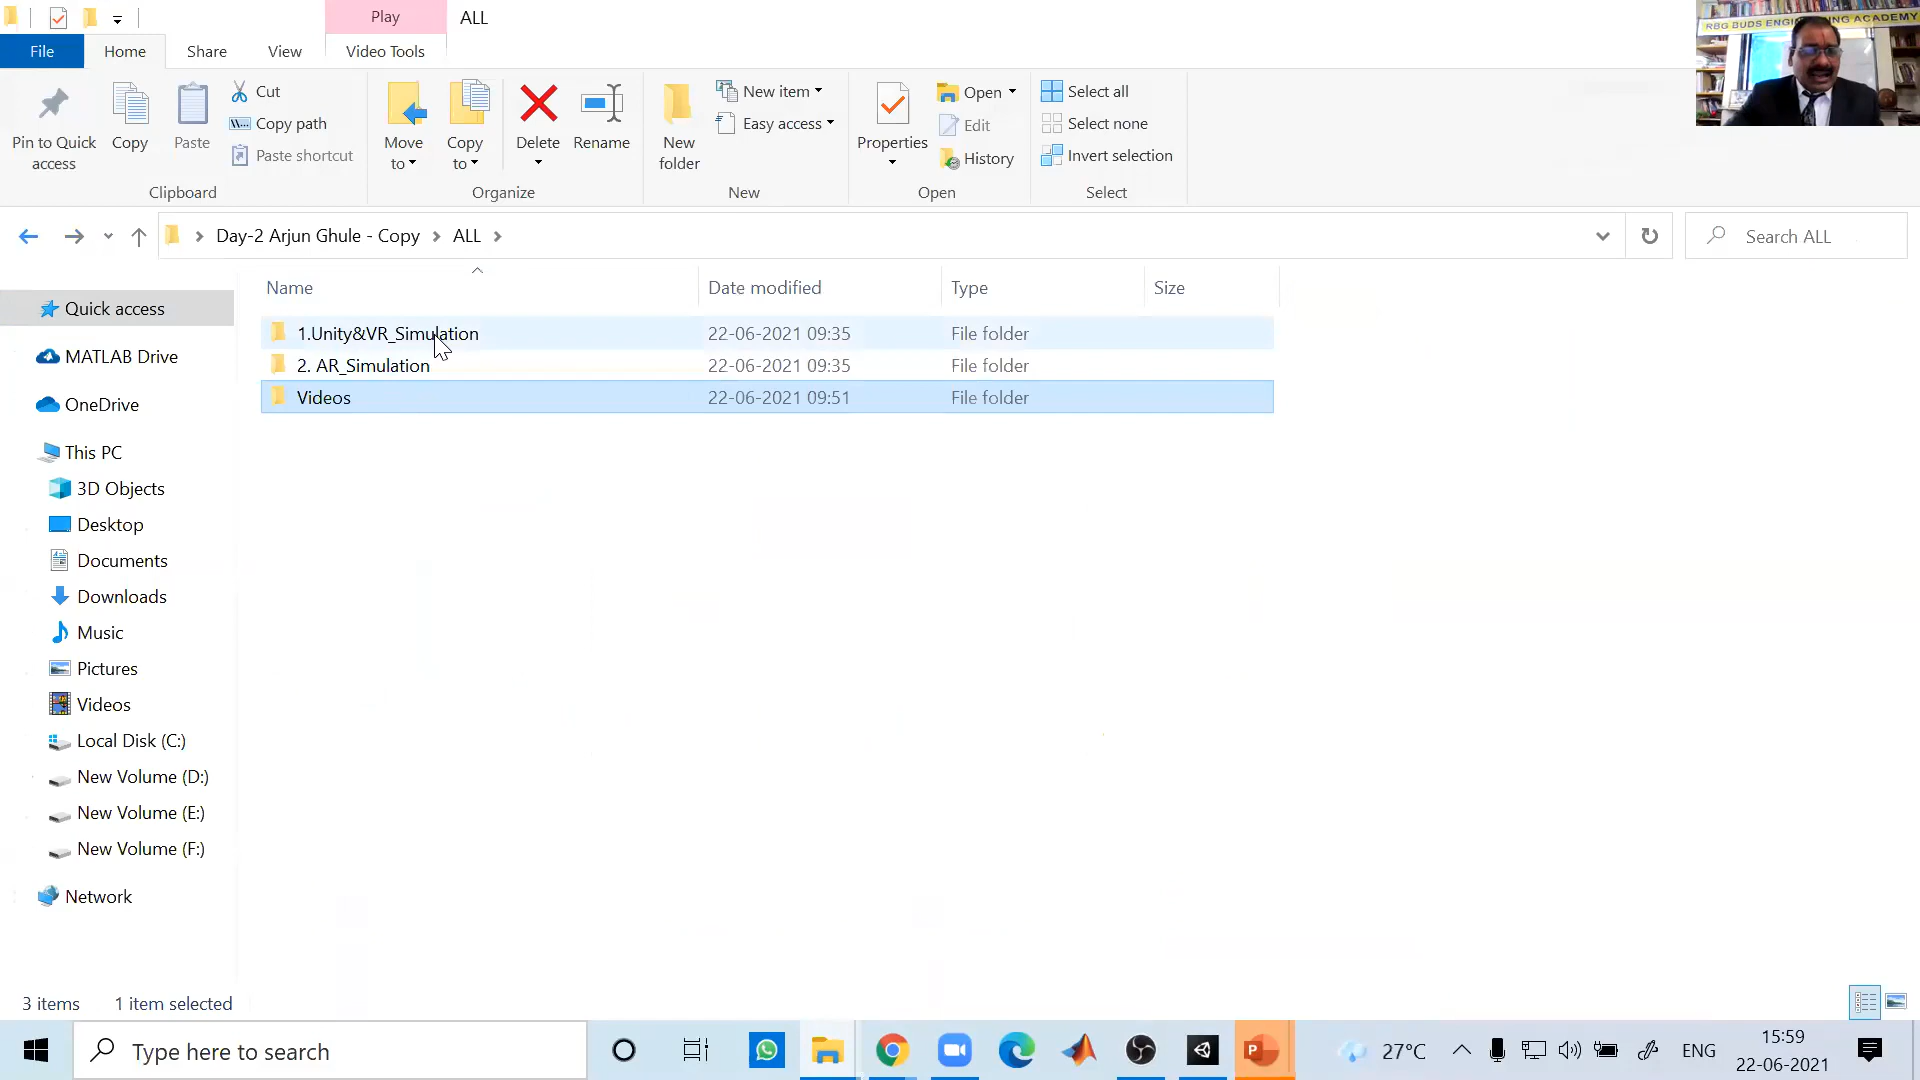 Play
ALL
RBG BUDS ENGINEERING ACADEMY
File
Home
Share
View
Video Tools
Pin to Quick access
Copy
Paste
Cut
Copy path
Paste shortcut
Clipboard
Move to
Copy to
Delete
Rename
Organize
New folder
New item
Easy access
New
Properties
Open
Edit
History
Open
Select all
Select none
Invert selection
Select
Day-2 Arjun Ghule - Copy
ALL
Search ALL
Name
Date modified
Type
Size
1.Unity&VR_Simulation 22-06-2021 09:35 File folder
2. AR_Simulation 22-06-2021 09:35 File folder
Videos 22-06-2021 09:51 File folder
Quick access
MATLAB Drive
OneDrive
This PC
3D Objects
Desktop
Documents
Downloads
Music
Pictures
Videos
Local Disk (C:)
New Volume (D:)
New Volume (E:)
New Volume (F:)
Network
3 items
1 item selected
Type here to search
27°C
ENG
15:59
22-06-2021